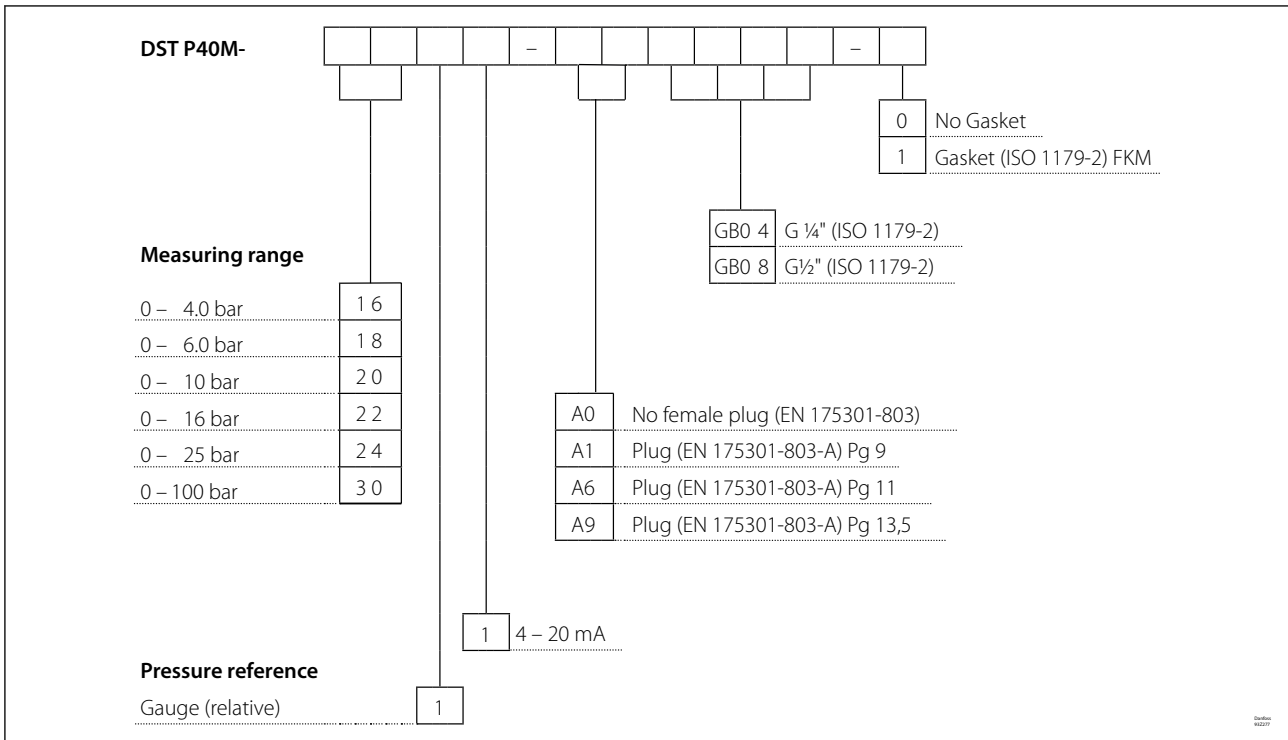 DST P40M-
–
–
0 No Gasket
1 Gasket (ISO 1179-2) FKM
GB0 4 G ¼" (ISO 1179-2)
GB0 8 G½" (ISO 1179-2)
Measuring range
0 – 4.0 bar 1 6
0 – 6.0 bar 1 8
0 – 10 bar 2 0
0 – 16 bar 2 2
0 – 25 bar 2 4
0 – 100 bar 3 0
A0 No female plug (EN 175301-803)
A1 Plug (EN 175301-803-A) Pg 9
A6 Plug (EN 175301-803-A) Pg 11
A9 Plug (EN 175301-803-A) Pg 13,5
1 4 – 20 mA
Pressure reference
Gauge (relative) 1
Danfoss